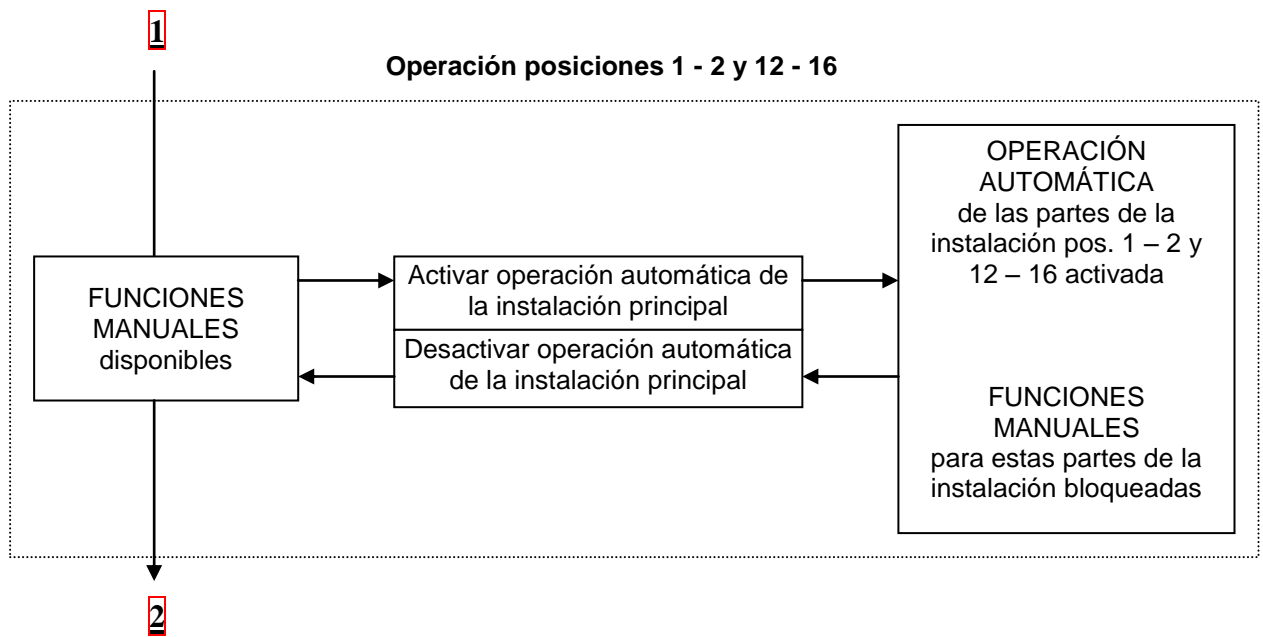 1
Operación posiciones 1 - 2 y 12 - 16
FUNCIONES
MANUALES
disponibles
Activar operación automática de
la instalación principal
Desactivar operación automática
de la instalación principal
OPERACIÓN
AUTOMÁTICA
de las partes de la
instalación pos. 1 – 2 y
12 – 16 activada
FUNCIONES
MANUALES
para estas partes de la
instalación bloqueadas
2